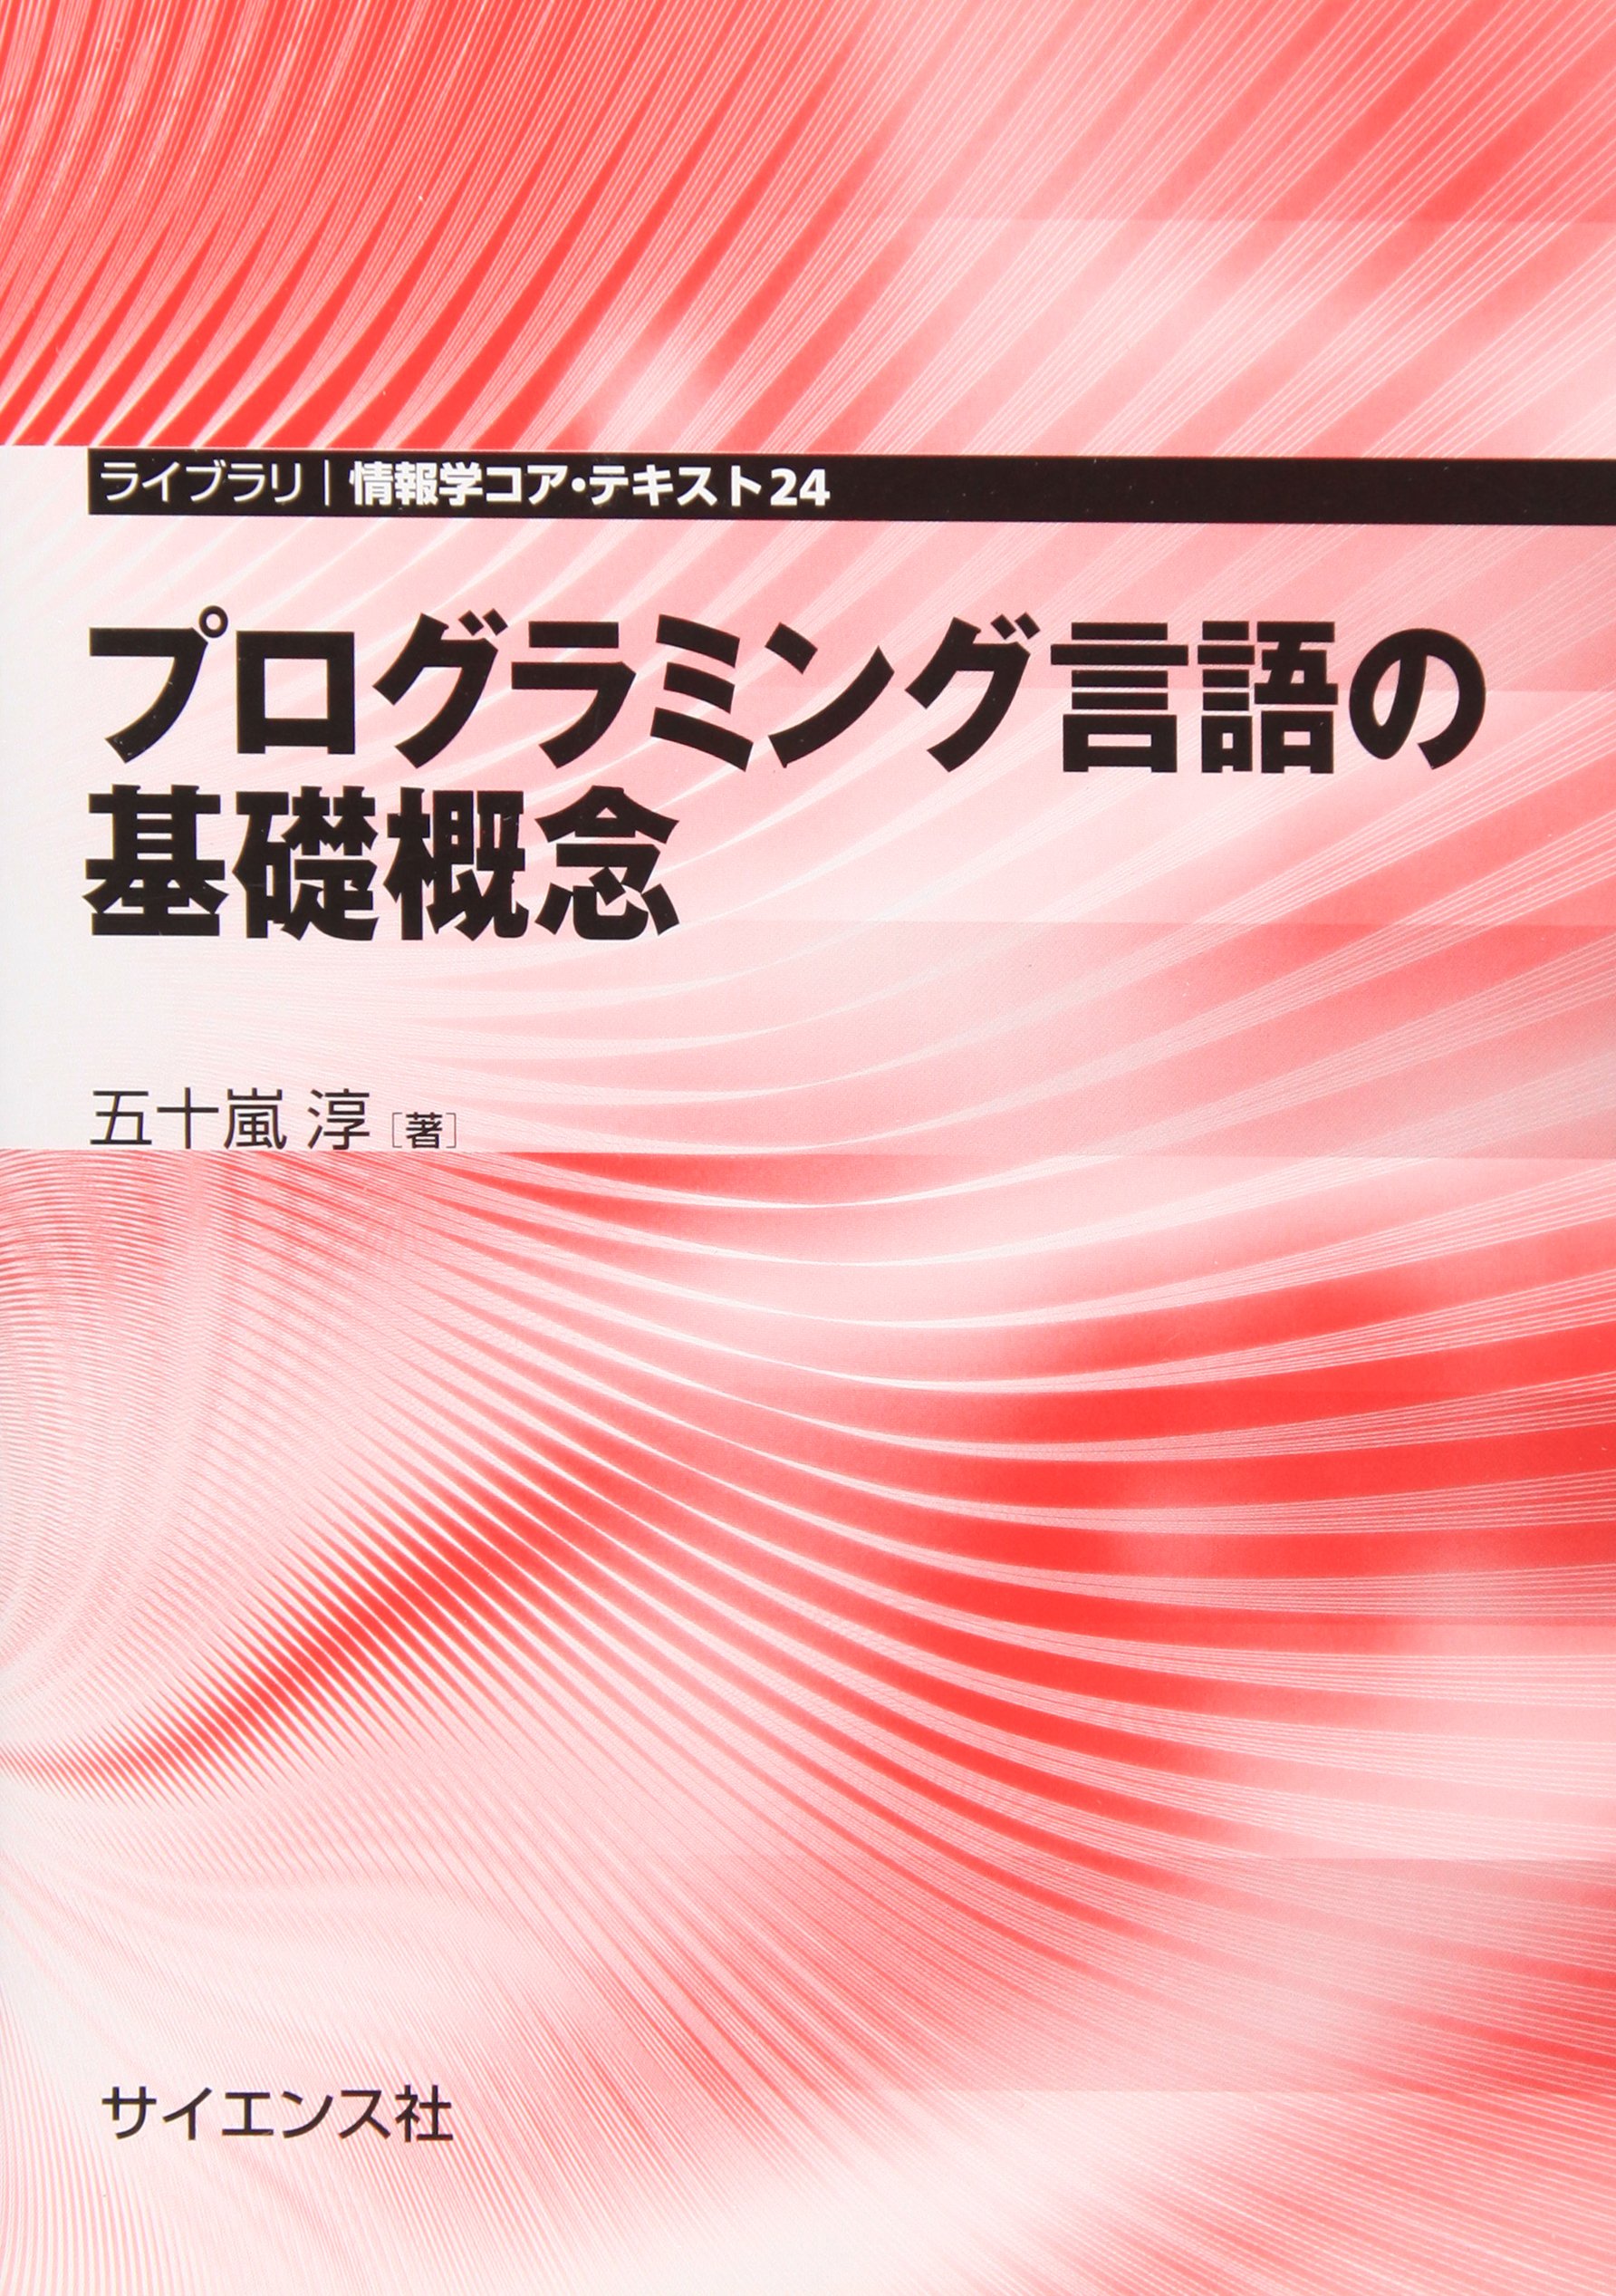 ライブラリ|情報学コア・テキスト24
プログラミング言語の
基礎概念
五十嵐 淳[著]
サイエンス社